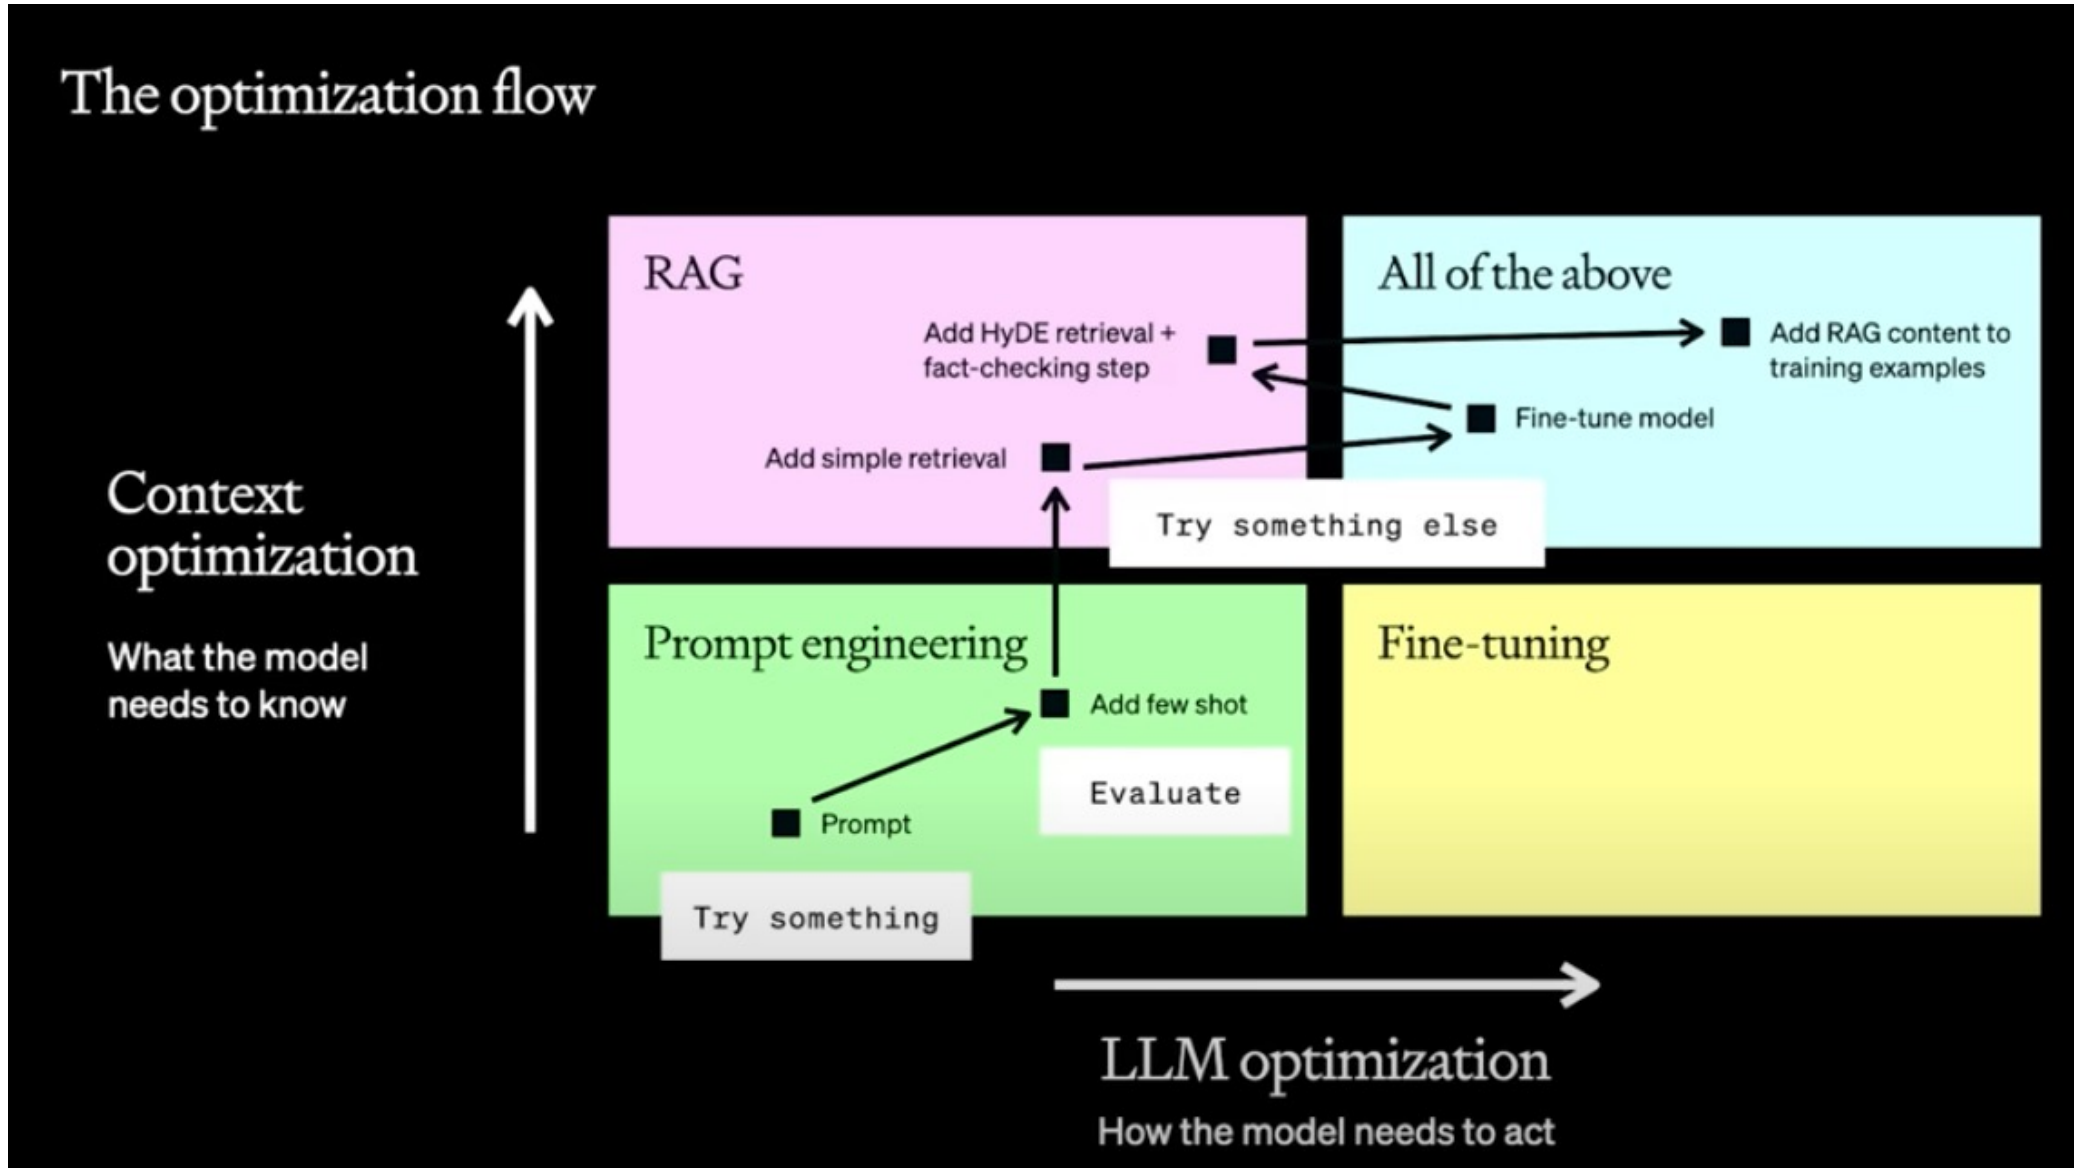 The optimization flow
RAG
Add HyDE retrieval +
fact-checking step
Add simple retrieval
All of the above
Add RAG content to
training examples
Fine-tune model
Try something else
Context
optimization
What the model
needs to know
Prompt engineering
Add few shot
Evaluate
Prompt
Try something
Fine-tuning
LLM optimization
How the model needs to act